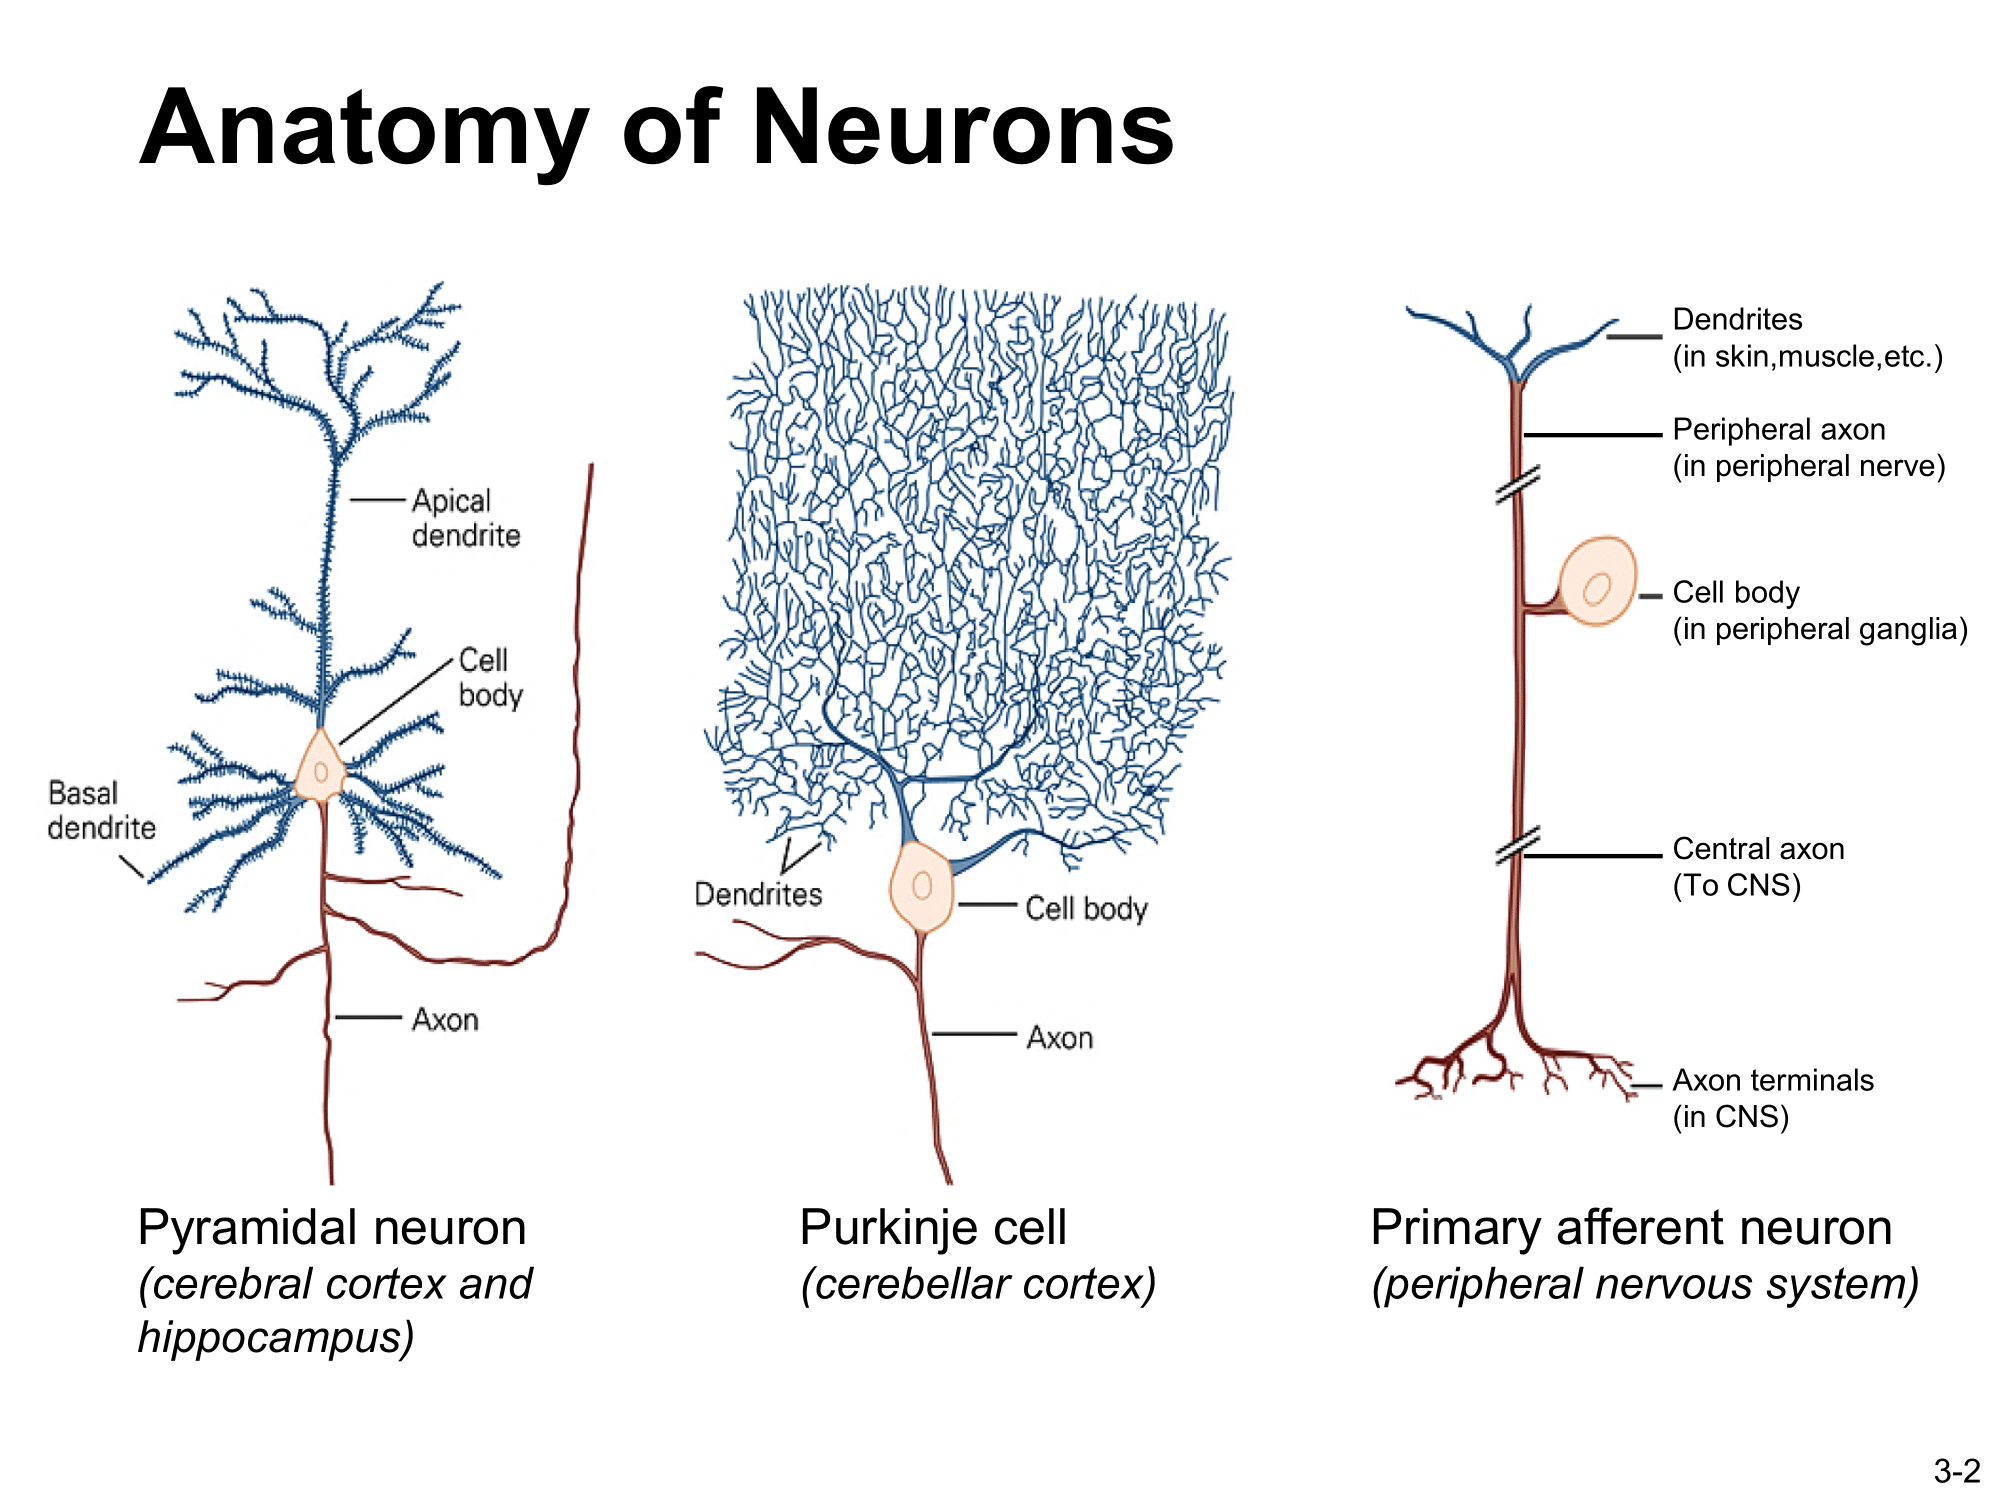 Anatomy of Neurons
Apical
dendrite
Cell
body
Basal
dendrite
Axon
Pyramidal neuron
(cerebral cortex and
hippocampus)
Dendrites
Cell body
Axon
Purkinje cell
(cerebellar cortex)
Dendrites
(in skin,muscle,etc.)
Peripheral axon
(in peripheral nerve)
Cell body
(in peripheral ganglia)
Central axon
(To CNS)
Axon terminals
(in CNS)
Primary afferent neuron
(peripheral nervous system)
3-2